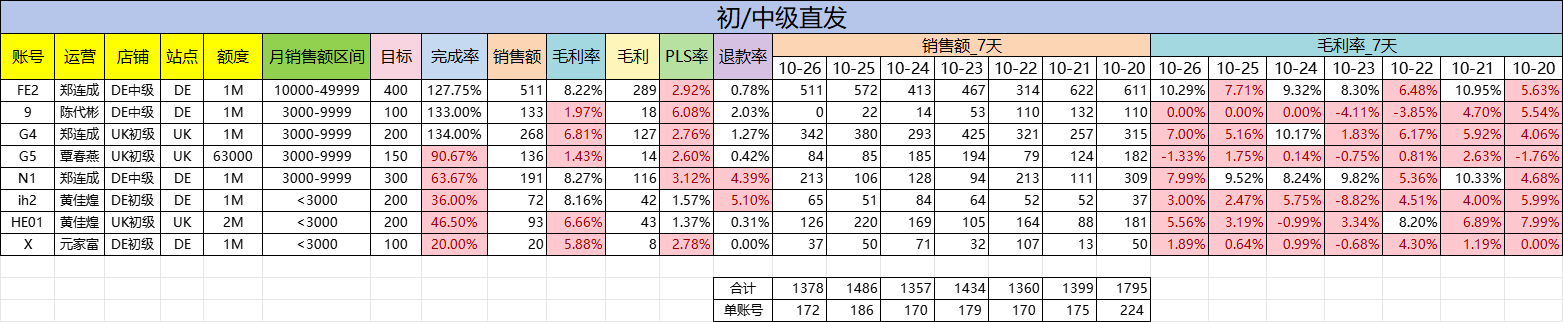 初/中级直发
账号 运营 店铺 站点 额度 月销售额区间 目标 完成率 销售额 毛利率 毛利 PLS率 退款率 销售额_7天 毛利率_7天
10-26 10-25 10-24 10-23 10-22 10-21 10-20 10-26 10-25 10-24 10-23 10-22 10-21 10-20
FE2 郑连成 DE中级 DE 1M 10000-49999 400 127.75% 511 8.22% 289 2.92% 0.78% 511 572 413 467 314 622 611 10.29% 7.71% 9.32% 8.30% 6.48% 10.95% 5.63%
9 陈代彬 DE中级 DE 1M 3000-9999 100 133.00% 133 1.97% 18 6.08% 2.03% 0 22 14 53 110 132 110 0.00% 0.00% 0.00% -4.11% -3.85% 4.70% 5.54%
G4 郑连成 UK初级 UK 1M 3000-9999 200 134.00% 268 6.81% 127 2.76% 1.27% 342 380 293 425 321 257 315 7.00% 5.16% 10.17% 1.83% 6.17% 5.92% 4.06%
G5 覃春燕 UK初级 UK 63000 3000-9999 150 90.67% 136 1.43% 14 2.60% 0.42% 84 85 185 194 79 124 182 -1.33% 1.75% 0.14% -0.75% 0.81% 2.63% -1.76%
N1 郑连成 DE中级 DE 1M 3000-9999 300 63.67% 191 8.27% 116 3.12% 4.39% 213 106 128 94 213 111 309 7.99% 9.52% 8.24% 9.82% 5.36% 10.33% 4.68%
ih2 黄佳煌 DE初级 DE 1M <3000 200 36.00% 72 8.16% 42 1.57% 5.10% 65 51 84 64 52 52 37 3.00% 2.47% 5.75% -8.82% 4.51% 4.00% 5.99%
HE01 黄佳煌 UK初级 UK 2M <3000 200 46.50% 93 6.66% 43 1.37% 0.31% 126 220 169 105 164 88 181 5.56% 3.19% -0.99% 3.34% 8.20% 6.89% 7.99%
X 元家富 DE初级 DE 1M <3000 100 20.00% 20 5.88% 8 2.78% 0.00% 37 50 71 32 107 13 50 1.89% 0.64% 0.99% -0.68% 4.30% 1.19% 0.00%
合计 1378 1486 1357 1434 1360 1399 1795
单账号 172 186 170 179 170 175 224